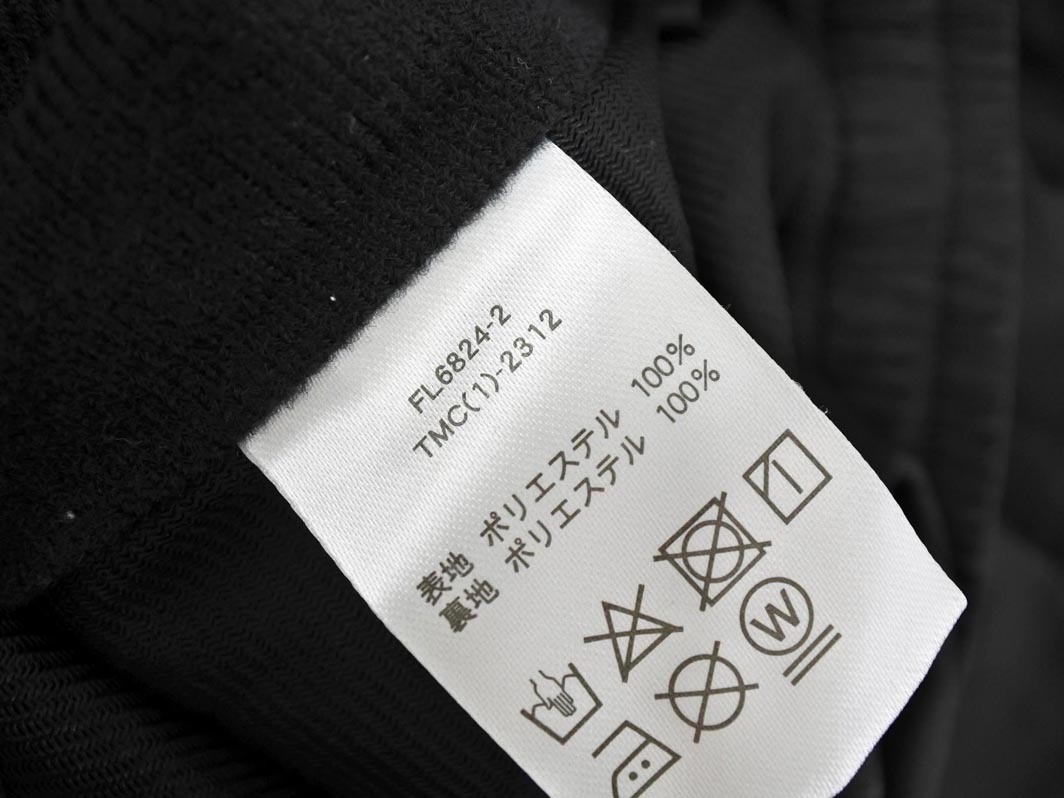 FL6824-2
TMC(1)-2312
表地 ポリエステル 100%
裏地 ポリエステル 100%
W